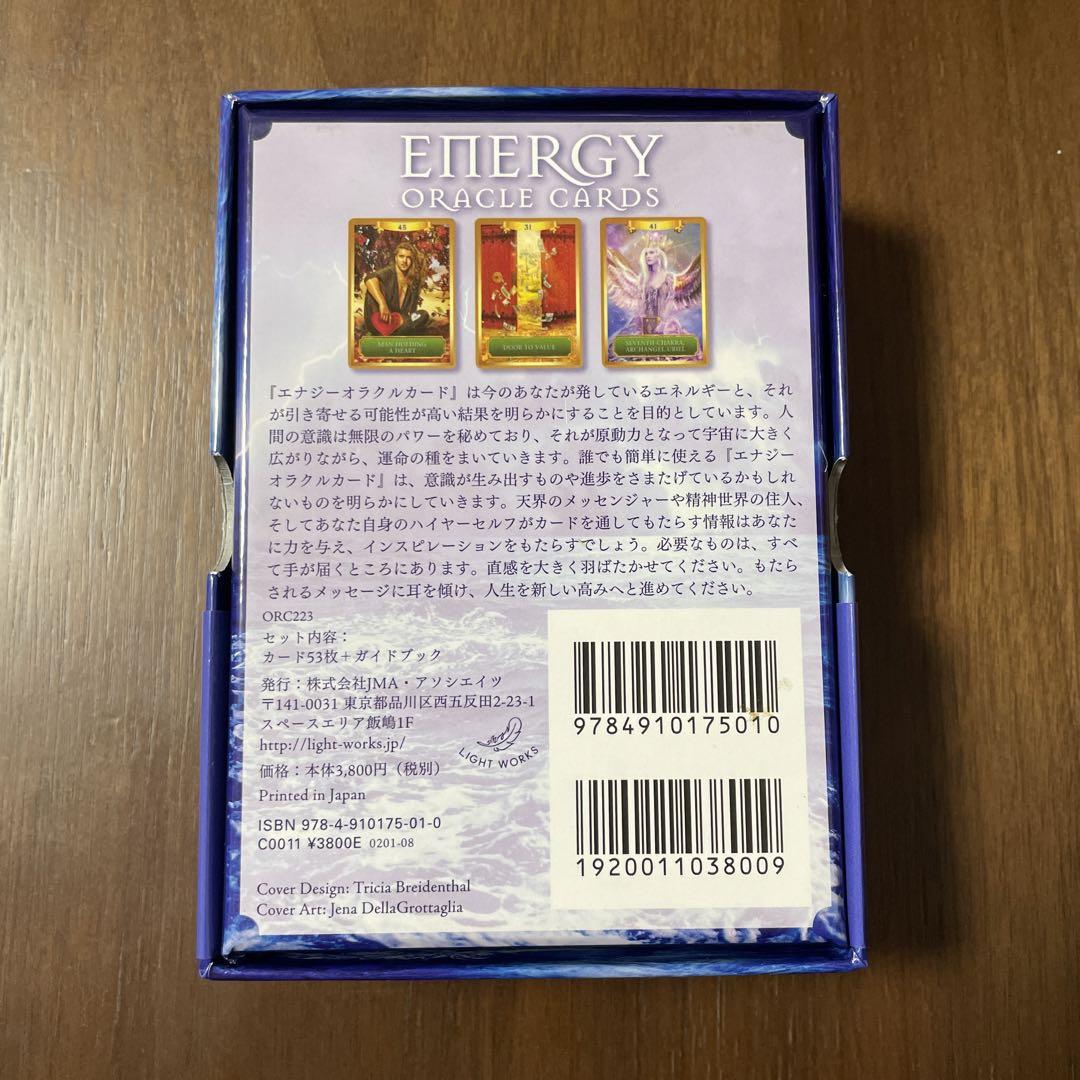 ENERGY
ORACLE CARDS
45
31
41
MAN HOLDING
A HEART
DOOR TO VALUE
SEVENTH CHAKRA,
ARCHANGEL URIEL
『エナジーオラクルカード』は今のあなたが発しているエネルギーと、それ
が引き寄せる可能性が高い結果を明らかにすることを目的としています。人
間の意識は無限のパワーを秘めており、それが原動力となって宇宙に大きく
広がりながら、運命の種をまいていきます。誰でも簡単に使える『エナジー
オラクルカード』は、意識が生み出すものや進歩をさまたげているかもしれ
ないものを明らかにしていきます。天界のメッセンジャーや精神世界の住人、
そしてあなた自身のハイヤーセルフがカードを通してもたらす情報はあなた
に力を与え、インスピレーションをもたらすでしょう。必要なものは、すべ
て手が届くところにあります。直感を大きく羽ばたかせてください。もたら
されるメッセージに耳を傾け、人生を新しい高みへと進めてください。
ORC223
セット内容：
カード53枚＋ガイドブック
発行：株式会社JMA・アソシエイツ
〒141-0031 東京都品川区西五反田2-23-1
スペースエリア飯嶋1F
http://light-works.jp/
LIGHT WORKS
価格：本体3,800円（税別）
Printed in Japan
ISBN 978-4-910175-01-0
C0011 ¥3800E 0201-08
Cover Design: Tricia Breidenthal
Cover Art: Jena DellaGrottaglia
9784910175010
1920011038009